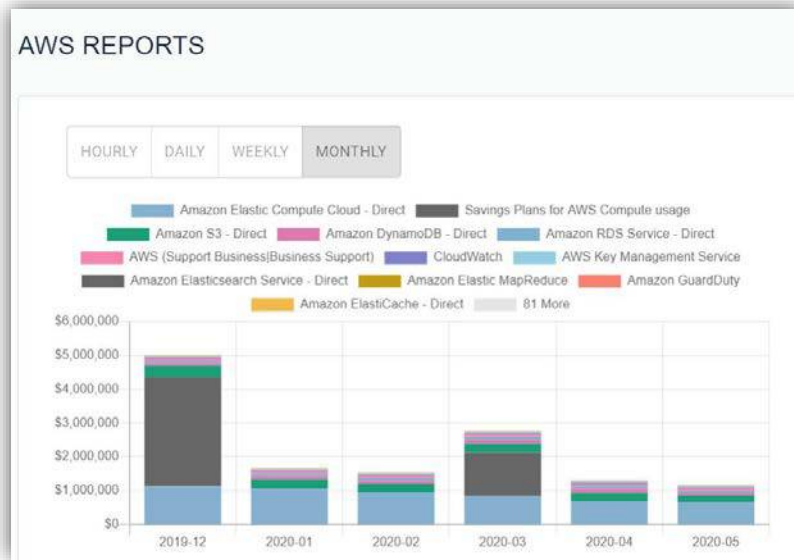 AWS REPORTS
HOURLY DAILY WEEKLY MONTHLY
Amazon Elastic Compute Cloud - Direct Savings Plans for AWS Compute usage
Amazon S3 - Direct Amazon DynamoDB - Direct Amazon RDS Service - Direct
AWS (Support Business|Business Support) CloudWatch AWS Key Management Service
Amazon Elasticsearch Service - Direct Amazon Elastic MapReduce Amazon GuardDuty
Amazon ElastiCache - Direct 81 More
$6,000,000
$5,000,000
$4,000,000
$3,000,000
$2,000,000
$1,000,000
$0
2019-12 2020-01 2020-02 2020-03 2020-04 2020-05